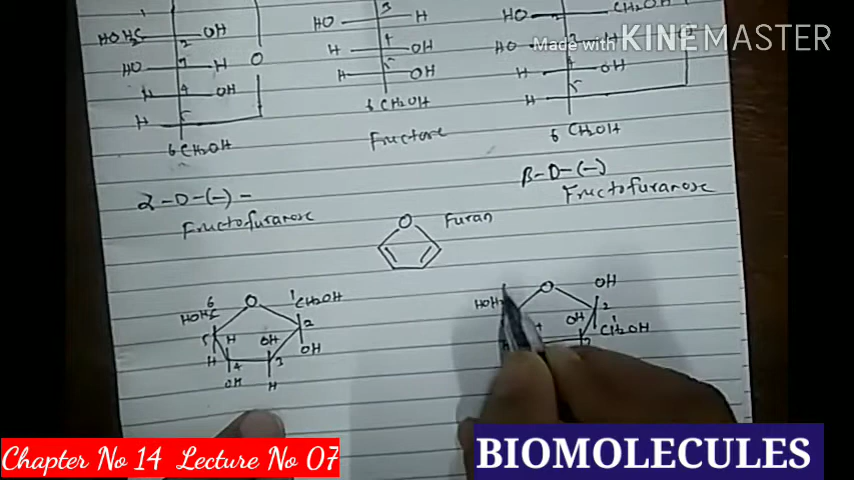 HOH₂C 2 OH
HO 3 H
H 4 OH
H 5
6 CH₂OH
O
3
HO H
4
H OH
5
H OH
6 CH₂OH
Fructose
HO 2 CH₂OH
HO 3
H 4 OH
H 5
6 CH₂OH
Made with KINEMASTER
α-D-(-)-
Fructofuranose
β-D-(-)
Fructofuranose
O
Furan
6
HOH₂C
O
1
CH₂OH
5 H OH 2
H 4 3 OH
OH H
HOH₂
O
OH
2
OH 1
CH₂OH
4
3
Chapter No 14 Lecture No 07
BIOMOLECULES